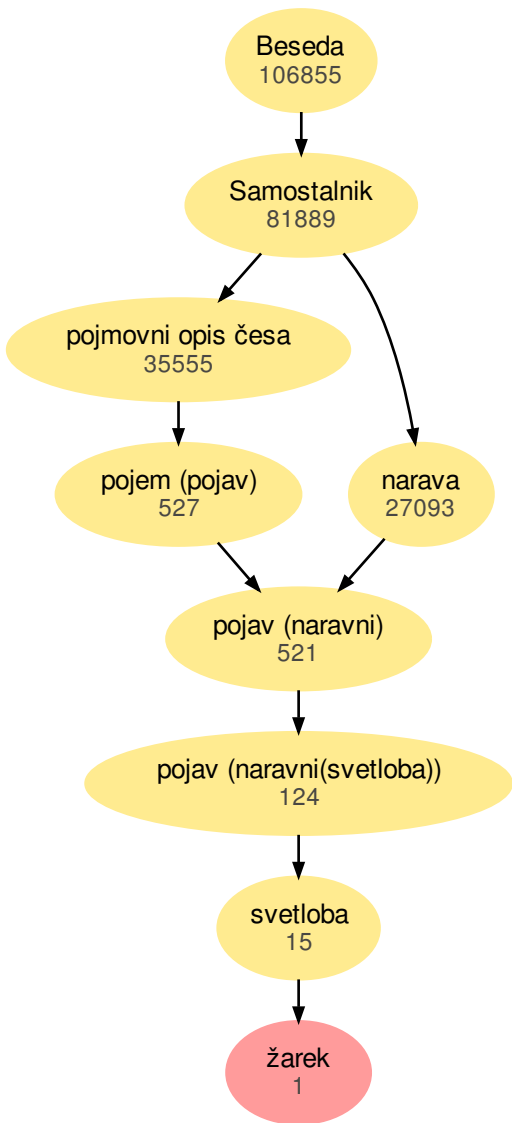 Beseda
106855
Samostalnik
81889
pojmovni opis česa
35555
pojem (pojav)
527
narava
27093
pojav (naravni)
521
pojav (naravni(svetloba))
124
svetloba
15
žarek
1